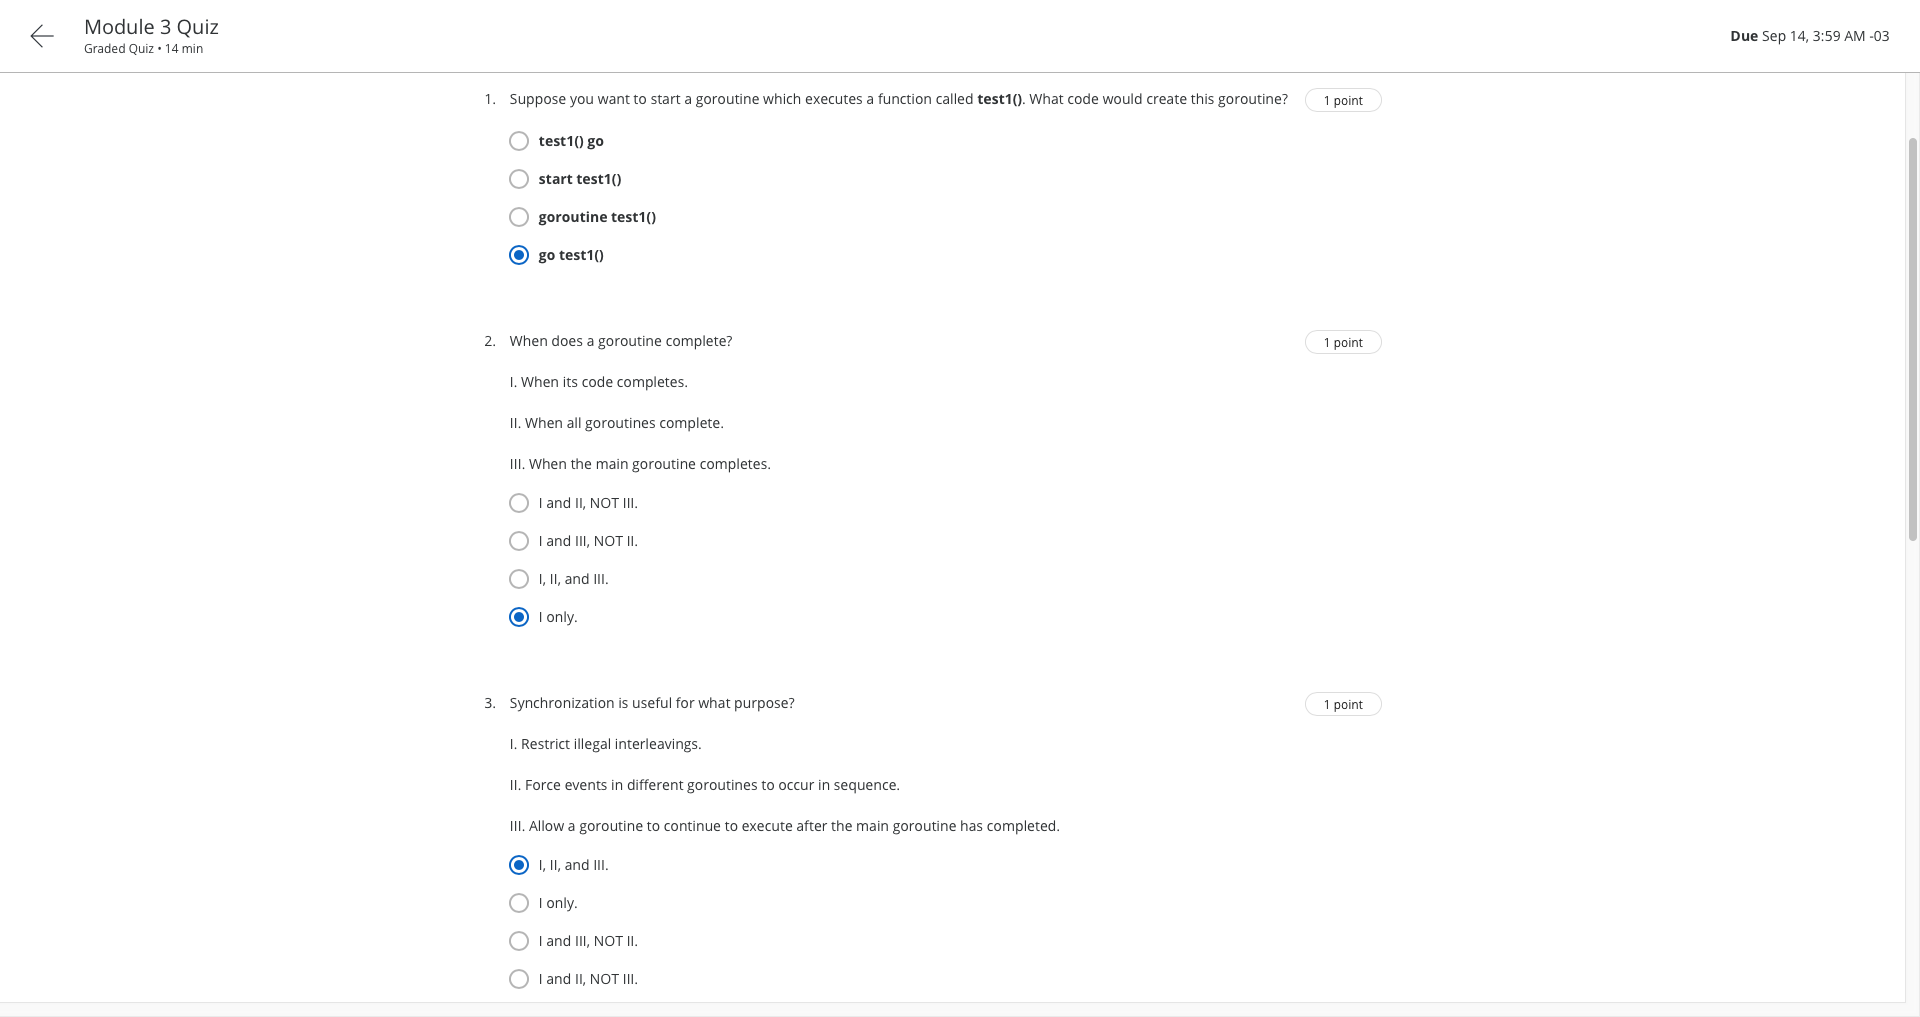 Module 3 Quiz
Graded Quiz • 14 min
Due Sep 14, 3:59 AM -03
1. Suppose you want to start a goroutine which executes a function called test1(). What code would create this goroutine? 1 point
test1() go
start test1()
goroutine test1()
go test1()
2. When does a goroutine complete? 1 point
I. When its code completes.
II. When all goroutines complete.
III. When the main goroutine completes.
I and II, NOT III.
I and III, NOT II.
I, II, and III.
I only.
3. Synchronization is useful for what purpose? 1 point
I. Restrict illegal interleavings.
II. Force events in different goroutines to occur in sequence.
III. Allow a goroutine to continue to execute after the main goroutine has completed.
I, II, and III.
I only.
I and III, NOT II.
I and II, NOT III.